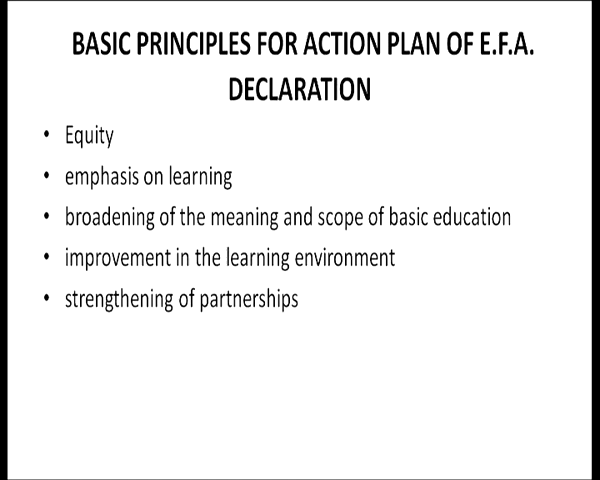 BASIC PRINCIPLES FOR ACTION PLAN OF E.F.A.
DECLARATION
• Equity
• emphasis on learning
• broadening of the meaning and scope of basic education
• improvement in the learning environment
• strengthening of partnerships